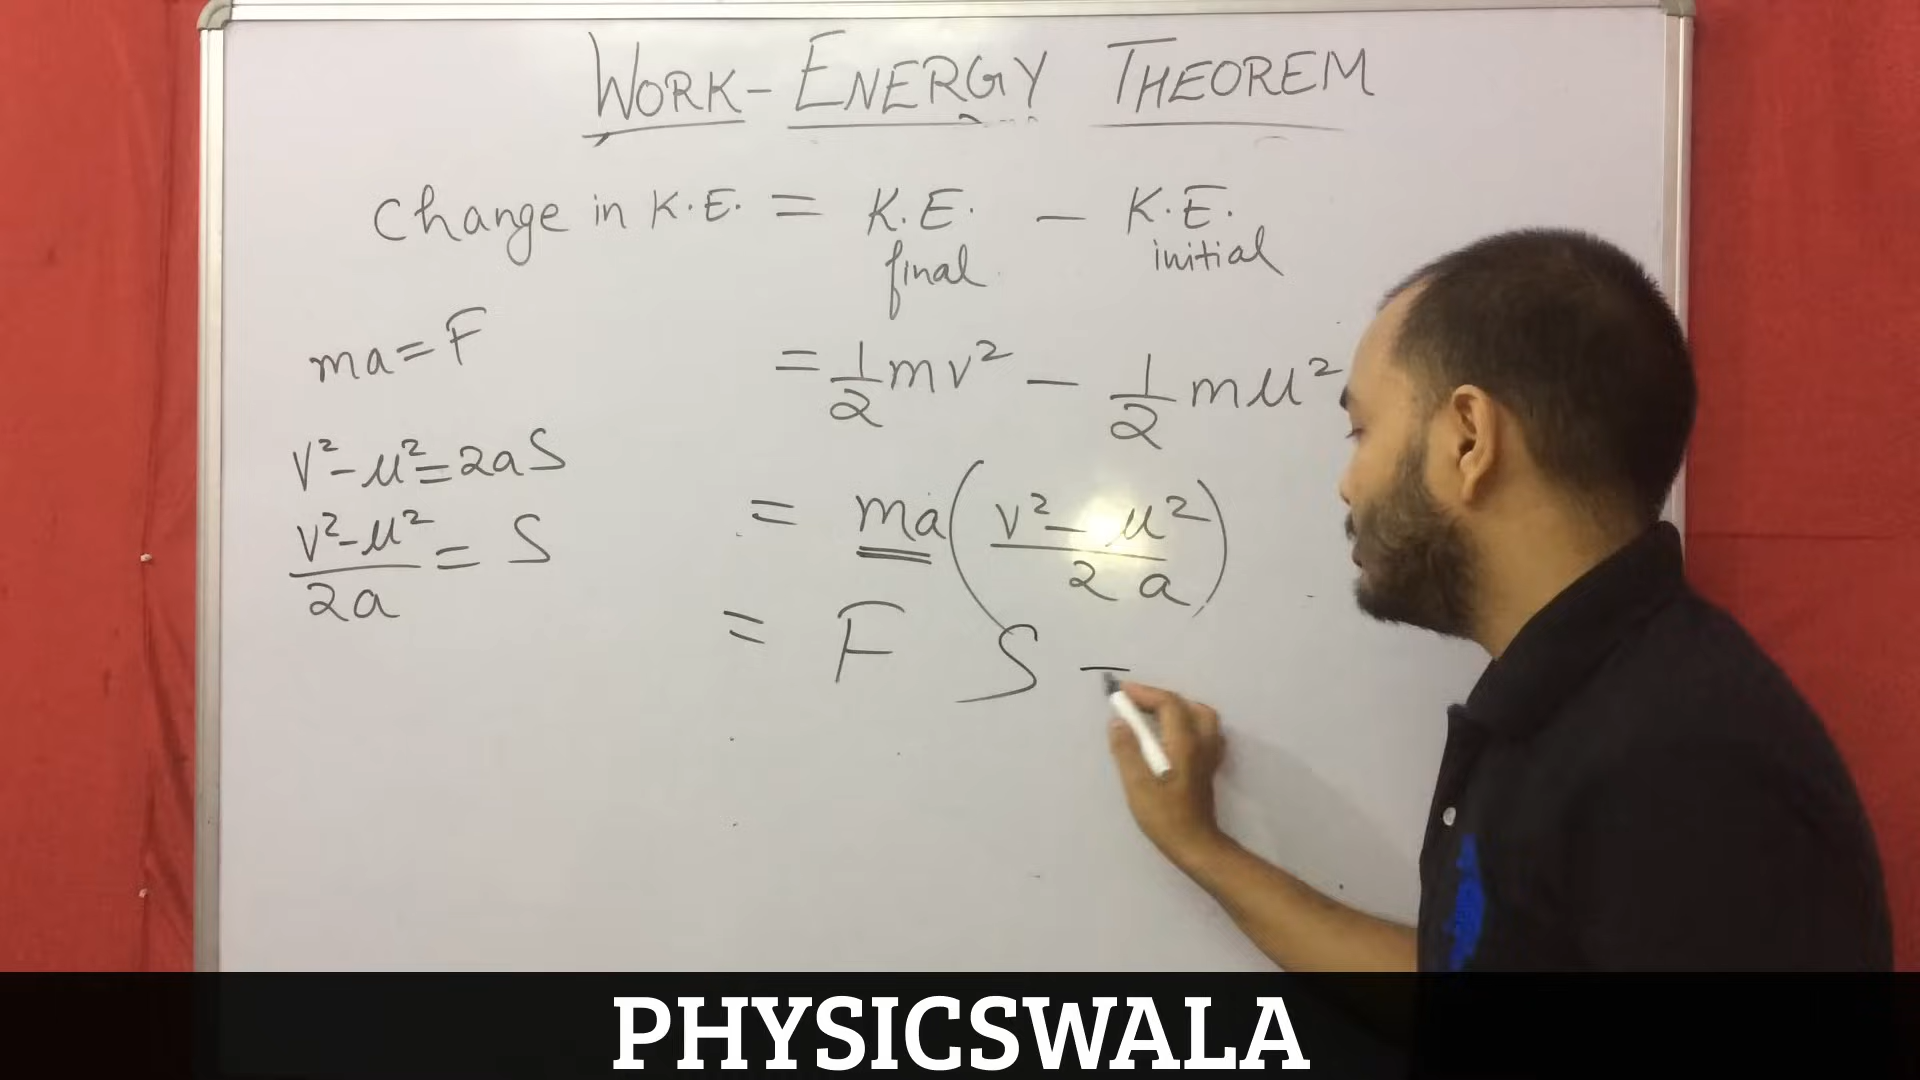 WORK-ENERGY THEOREM
Change in K.E. = K.E. final - K.E. initial
ma = F
= 1/2 mv² - 1/2 mu²
v² - u² = 2aS
(v² - u²)/2a = S
= ma((v² - u²)/2a)
= F S -
PHYSICSWALA